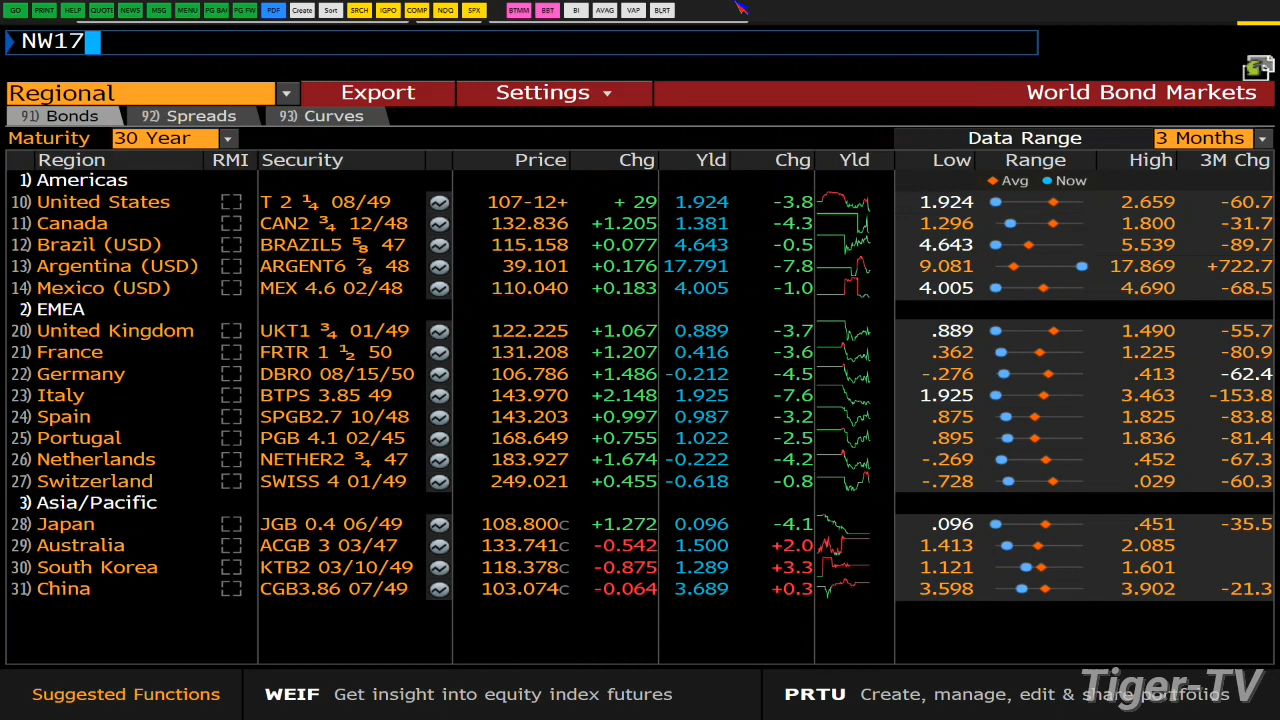 GO PRINT HELP QUOTE NEWS MSG MENU PG BA PG FW PDF Create Sort SRCH IGPO COMP NDQ SPX BTMM BBT BI AVAG VAP BLRT
NW17
Regional Export Settings World Bond Markets
91) Bonds 92) Spreads 93) Curves
Maturity 30 Year Data Range 3 Months
Region RMI Security Price Chg Yld Chg Yld Low Range High 3M Chg
1) Americas Avg Now
10) United States T 2 ¼ 08/49 107-12+ + 29 1.924 -3.8 1.924 2.659 -60.7
11) Canada CAN2 ¾ 12/48 132.836 +1.205 1.381 -4.3 1.296 1.800 -31.7
12) Brazil (USD) BRAZIL5 ⅝ 47 115.158 +0.077 4.643 -0.5 4.643 5.539 -89.7
13) Argentina (USD) ARGENT6 ⅞ 48 39.101 +0.176 17.791 -7.8 9.081 17.869 +722.7
14) Mexico (USD) MEX 4.6 02/48 110.040 +0.183 4.005 -1.0 4.005 4.690 -68.5
2) EMEA
20) United Kingdom UKT1 ¾ 01/49 122.225 +1.067 0.889 -3.7 .889 1.490 -55.7
21) France FRTR 1 ½ 50 131.208 +1.207 0.416 -3.6 .362 1.225 -80.9
22) Germany DBR0 08/15/50 106.786 +1.486 -0.212 -4.5 -.276 .413 -62.4
23) Italy BTPS 3.85 49 143.970 +2.148 1.925 -7.6 1.925 3.463 -153.8
24) Spain SPGB2.7 10/48 143.203 +0.997 0.987 -3.2 .875 1.825 -83.8
25) Portugal PGB 4.1 02/45 168.649 +0.755 1.022 -2.5 .895 1.836 -81.4
26) Netherlands NETHER2 ¾ 47 183.927 +1.674 -0.222 -4.2 -.269 .452 -67.3
27) Switzerland SWISS 4 01/49 249.021 +0.455 -0.618 -0.8 -.728 .029 -60.3
3) Asia/Pacific
28) Japan JGB 0.4 06/49 108.800c +1.272 0.096 -4.1 .096 .451 -35.5
29) Australia ACGB 3 03/47 133.741c -0.542 1.500 +2.0 1.413 2.085
30) South Korea KTB2 03/10/49 118.378c -0.875 1.289 +3.3 1.121 1.601
31) China CGB3.86 07/49 103.074c -0.064 3.689 +0.3 3.598 3.902 -21.3
Suggested Functions WEIF Get insight into equity index futures PRTU Create, manage, edit & share portfolios
Tiger-TV